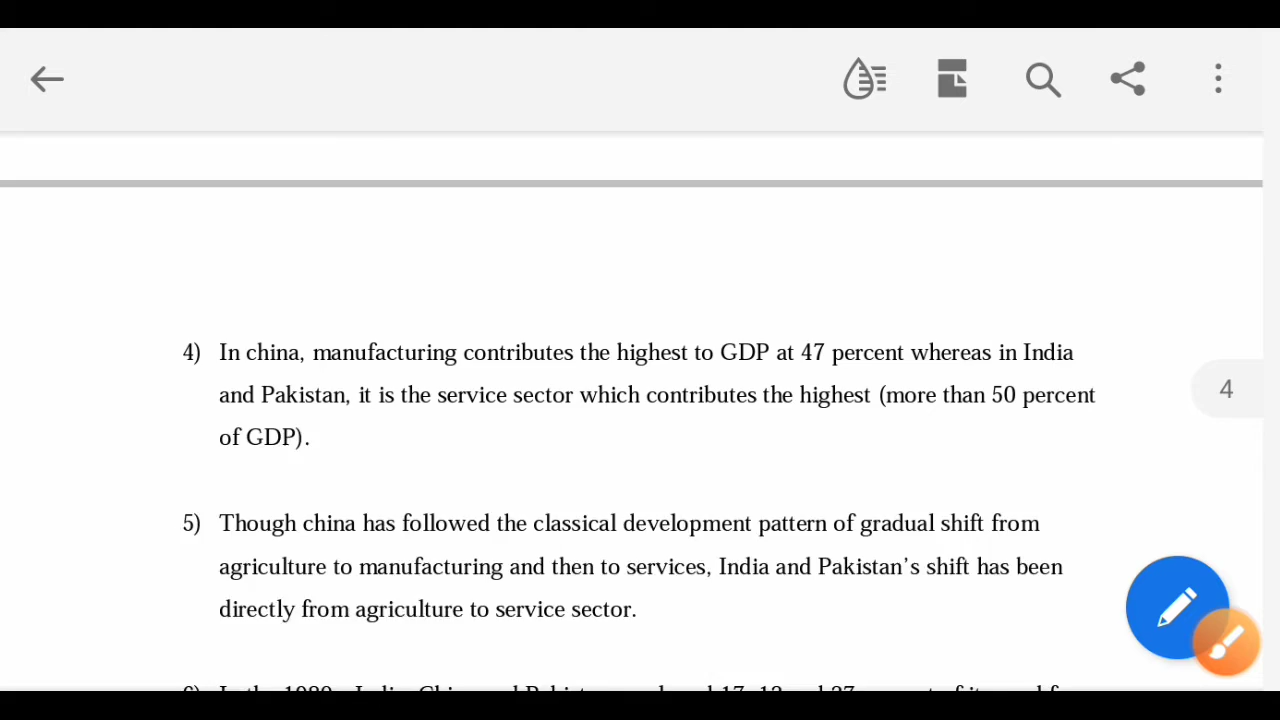 4) In china, manufacturing contributes the highest to GDP at 47 percent whereas in India
and Pakistan, it is the service sector which contributes the highest (more than 50 percent
of GDP).
4
5) Though china has followed the classical development pattern of gradual shift from
agriculture to manufacturing and then to services, India and Pakistan's shift has been
directly from agriculture to service sector.